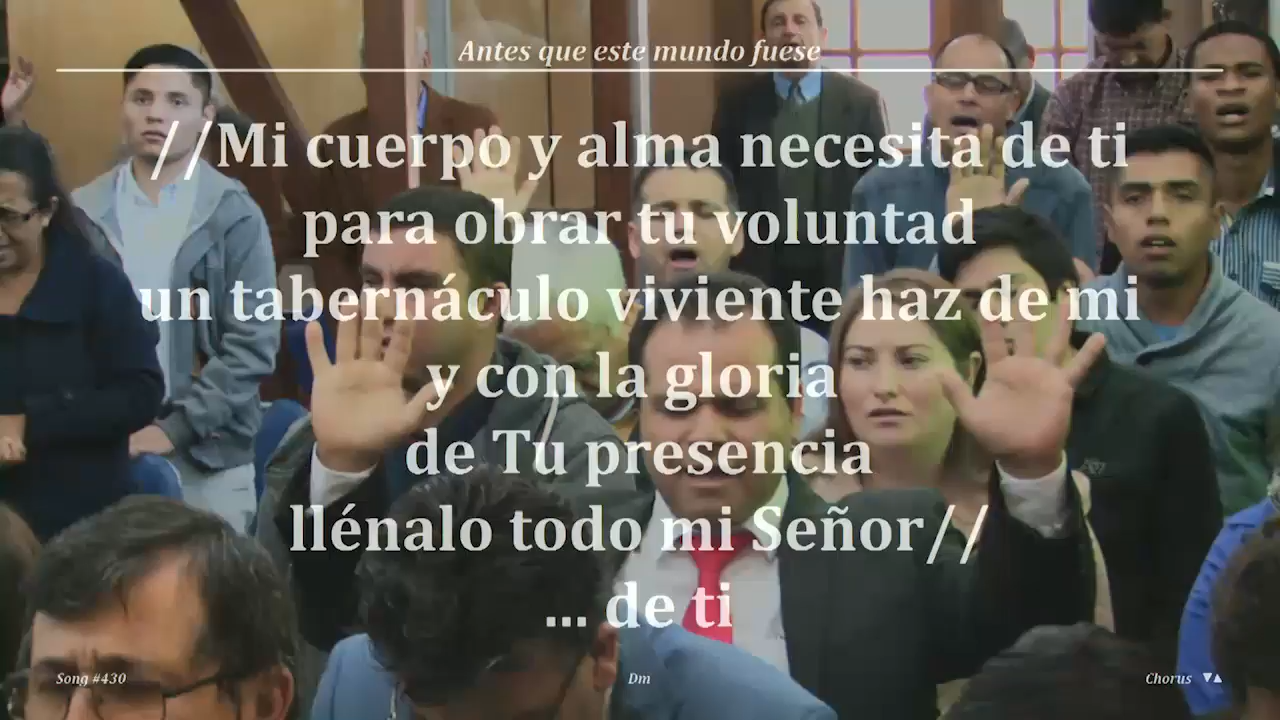 Antes que este mundo fuese
//Mi cuerpo y alma necesita de ti
para obrar tu voluntad
un tabernáculo viviente haz de mi
y con la gloria
de Tu presencia
llénalo todo mi Señor//
... de ti
Song #430
Dm
Chorus ▼▲